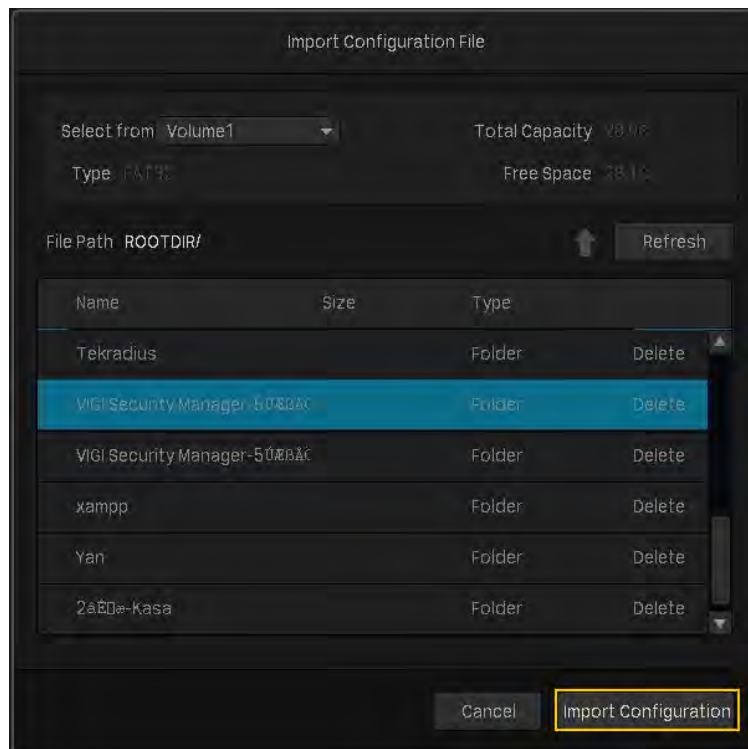 Import Configuration File
Select from Volume1 Total Capacity
Type Free Space
File Path ROOTDIR/ Refresh
Name Size Type
Tekradius Folder Delete
VIGI Security Manager- Folder Delete
VIGI Security Manager- Folder Delete
xampp Folder Delete
Yan Folder Delete
Folder Delete
Cancel Import Configuration